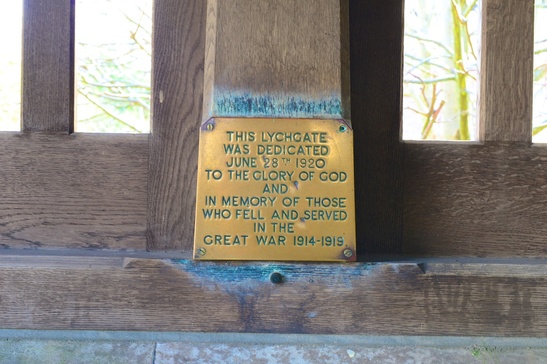 THIS LYCHGATE
WAS DEDICATED
JUNE 28TH 1920
TO THE GLORY OF GOD
AND
IN MEMORY OF THOSE
WHO FELL AND SERVED
IN THE
GREAT WAR 1914-1919